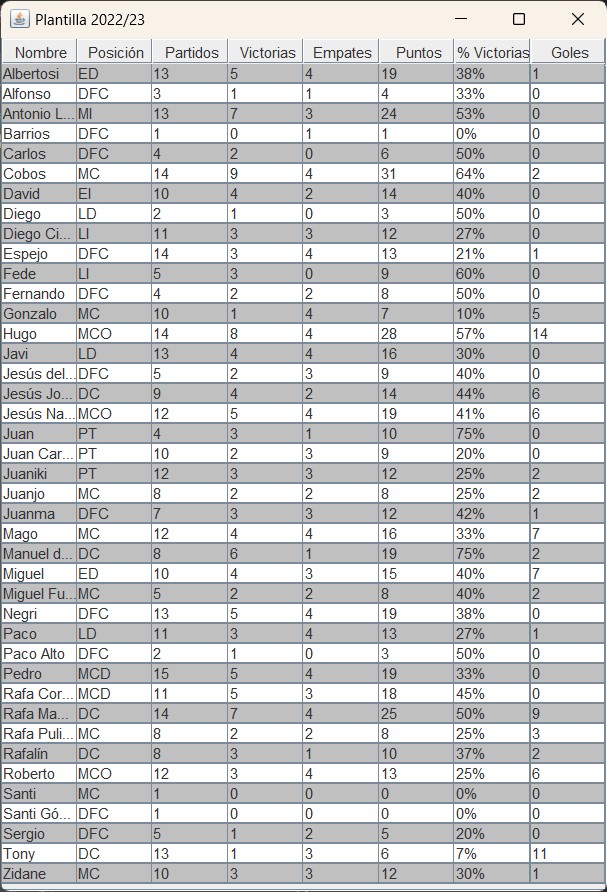 Plantilla 2022/23
Nombre Posición Partidos Victorias Empates Puntos % Victorias Goles
Albertosi ED 13 5 4 19 38% 1
Alfonso DFC 3 1 1 4 33% 0
Antonio L... MI 13 7 3 24 53% 0
Barrios DFC 1 0 1 1 0% 0
Carlos DFC 4 2 0 6 50% 0
Cobos MC 14 9 4 31 64% 2
David EI 10 4 2 14 40% 0
Diego LD 2 1 0 3 50% 0
Diego Ci... LI 11 3 3 12 27% 0
Espejo DFC 14 3 4 13 21% 1
Fede LI 5 3 0 9 60% 0
Fernando DFC 4 2 2 8 50% 0
Gonzalo MC 10 1 4 7 10% 5
Hugo MCO 14 8 4 28 57% 14
Javi LD 13 4 4 16 30% 0
Jesús del... DFC 5 2 3 9 40% 0
Jesús Jo... DC 9 4 2 14 44% 6
Jesús Na... MCO 12 5 4 19 41% 6
Juan PT 4 3 1 10 75% 0
Juan Car... PT 10 2 3 9 20% 0
Juaniki PT 12 3 3 12 25% 2
Juanjo MC 8 2 2 8 25% 2
Juanma DFC 7 3 3 12 42% 1
Mago MC 12 4 4 16 33% 7
Manuel d... DC 8 6 1 19 75% 2
Miguel ED 10 4 3 15 40% 7
Miguel Fu... MC 5 2 2 8 40% 2
Negri DFC 13 5 4 19 38% 0
Paco LD 11 3 4 13 27% 1
Paco Alto DFC 2 1 0 3 50% 0
Pedro MCD 15 5 4 19 33% 0
Rafa Cor... MCD 11 5 3 18 45% 0
Rafa Ma... DC 14 7 4 25 50% 9
Rafa Puli... MC 8 2 2 8 25% 3
Rafalín DC 8 3 1 10 37% 2
Roberto MCO 12 3 4 13 25% 6
Santi MC 1 0 0 0 0% 0
Santi Gó... DFC 1 0 0 0 0% 0
Sergio DFC 5 1 2 5 20% 0
Tony DC 13 1 3 6 7% 11
Zidane MC 10 3 3 12 30% 1